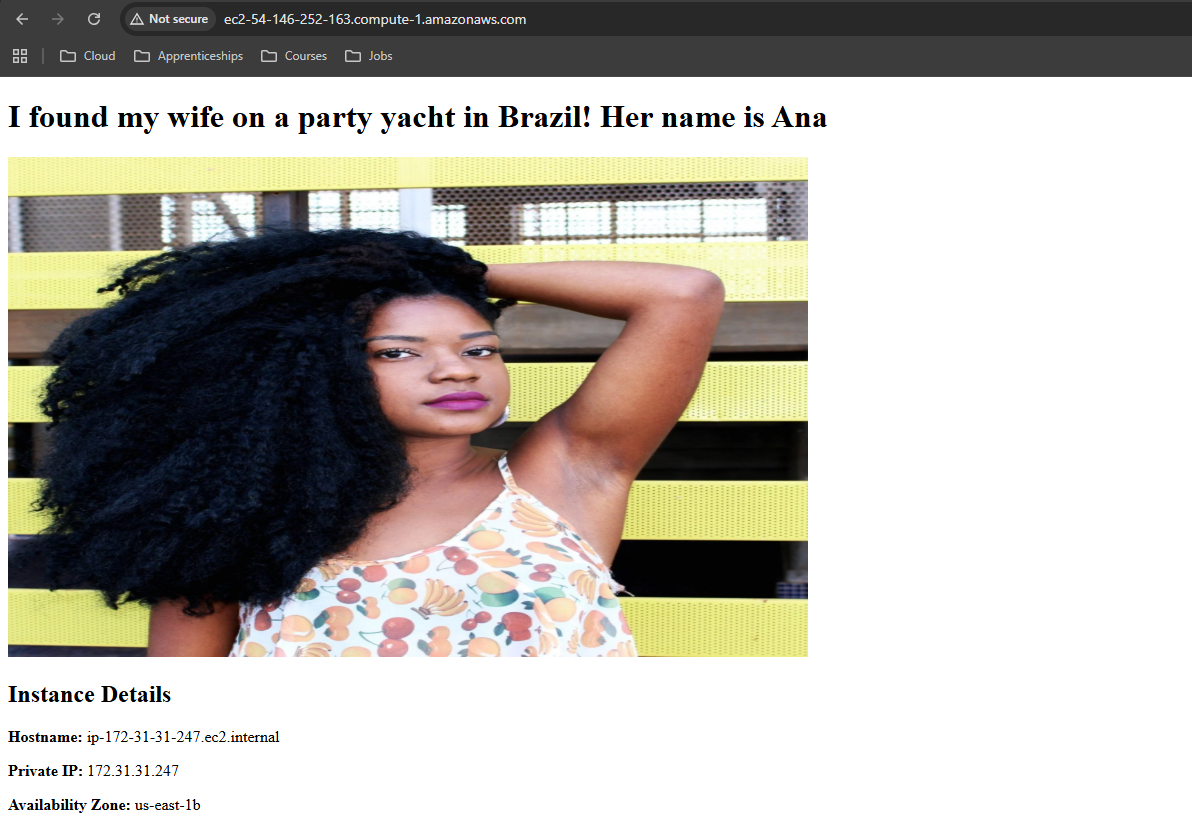 Not secure ec2-54-146-252-163.compute-1.amazonaws.com
Cloud Apprenticeships Courses Jobs
I found my wife on a party yacht in Brazil! Her name is Ana
Instance Details
Hostname: ip-172-31-31-247.ec2.internal
Private IP: 172.31.31.247
Availability Zone: us-east-1b